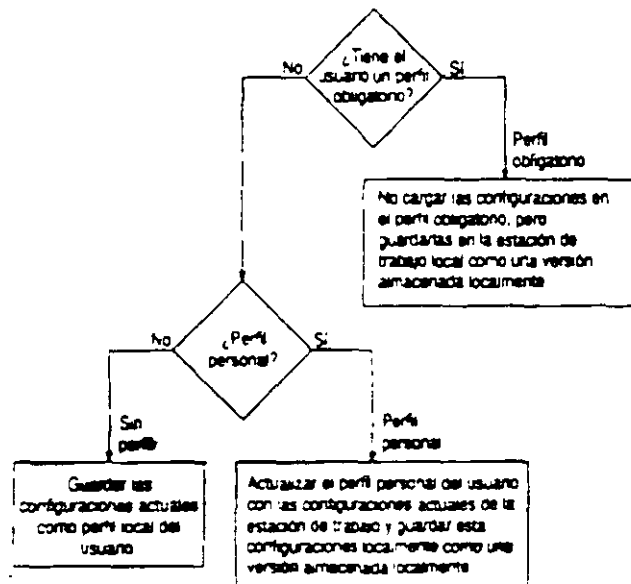 ¿Tiene el
usuario un perfil
obligatorio?
No
Sí
Perfil
obligatorio
No cargar las configuraciones en
el perfil obligatorio, pero
guardarlas en la estación de
trabajo local como una versión
almacenada localmente
¿Perfil
personal?
No
Sí
Sin
perfil
Perfil
personal
Guardar las
configuraciones actuales
como perfil local del
usuario
Actualizar el perfil personal del usuario
con las configuraciones actuales de la
estación de trabajo y guardar esta
configuraciones localmente como una
versión almacenada localmente